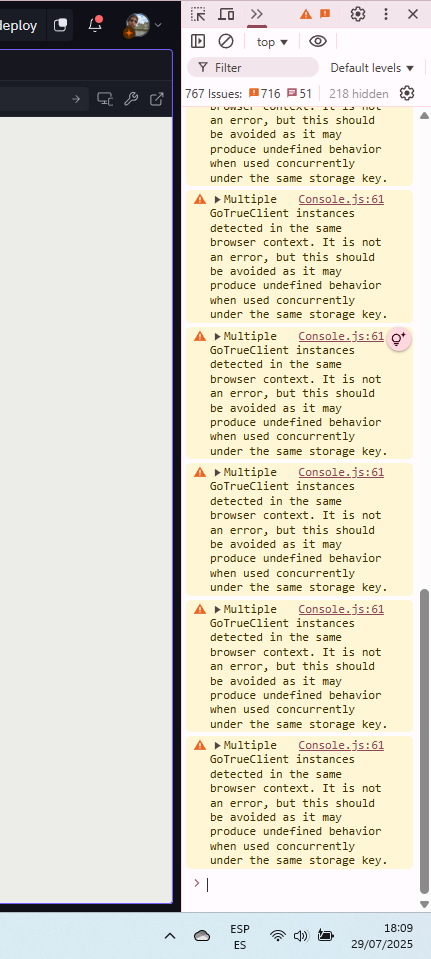 deploy
top
Filter
Default levels
767 Issues: 716 51 218 hidden
browser context. It is not
an error, but this should
be avoided as it may
produce undefined behavior
when used concurrently
under the same storage key.
Multiple Console.js:61
GoTrueClient instances
detected in the same
browser context. It is not
an error, but this should
be avoided as it may
produce undefined behavior
when used concurrently
under the same storage key.
Multiple Console.js:61
GoTrueClient instances
detected in the same
browser context. It is not
an error, but this should
be avoided as it may
produce undefined behavior
when used concurrently
under the same storage key.
Multiple Console.js:61
GoTrueClient instances
detected in the same
browser context. It is not
an error, but this should
be avoided as it may
produce undefined behavior
when used concurrently
under the same storage key.
Multiple Console.js:61
GoTrueClient instances
detected in the same
browser context. It is not
an error, but this should
be avoided as it may
produce undefined behavior
when used concurrently
under the same storage key.
Multiple Console.js:61
GoTrueClient instances
detected in the same
browser context. It is not
an error, but this should
be avoided as it may
produce undefined behavior
when used concurrently
under the same storage key.
ESP
ES
18:09
29/07/2025